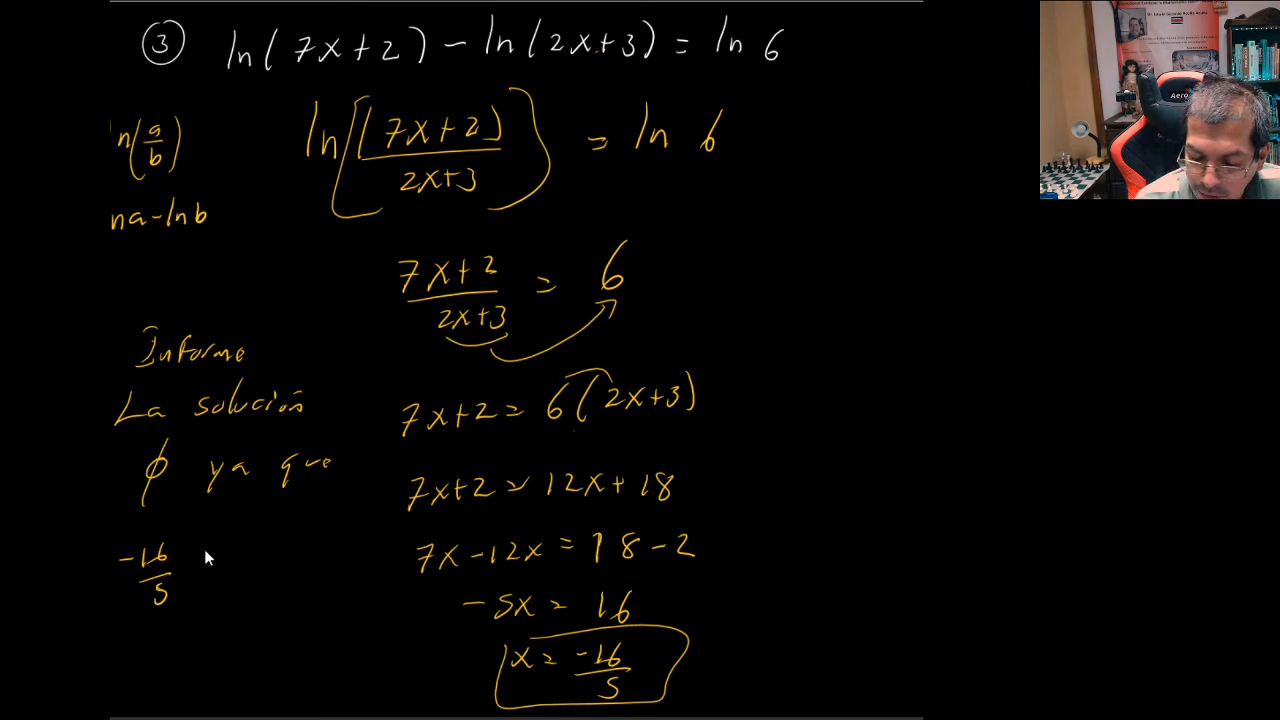 ③ ln(7x+2) - ln(2x+3) = ln 6
n(a/b)
na-lnb
ln((7x+2)/2x+3) = ln 6
7x+2/2x+3 = 6
Informe
La solución
ϕ ya que
-16/5
7x+2 = 6(2x+3)
7x+2 = 12x+18
7x-12x = 18-2
-5x = 16
x = -16/5